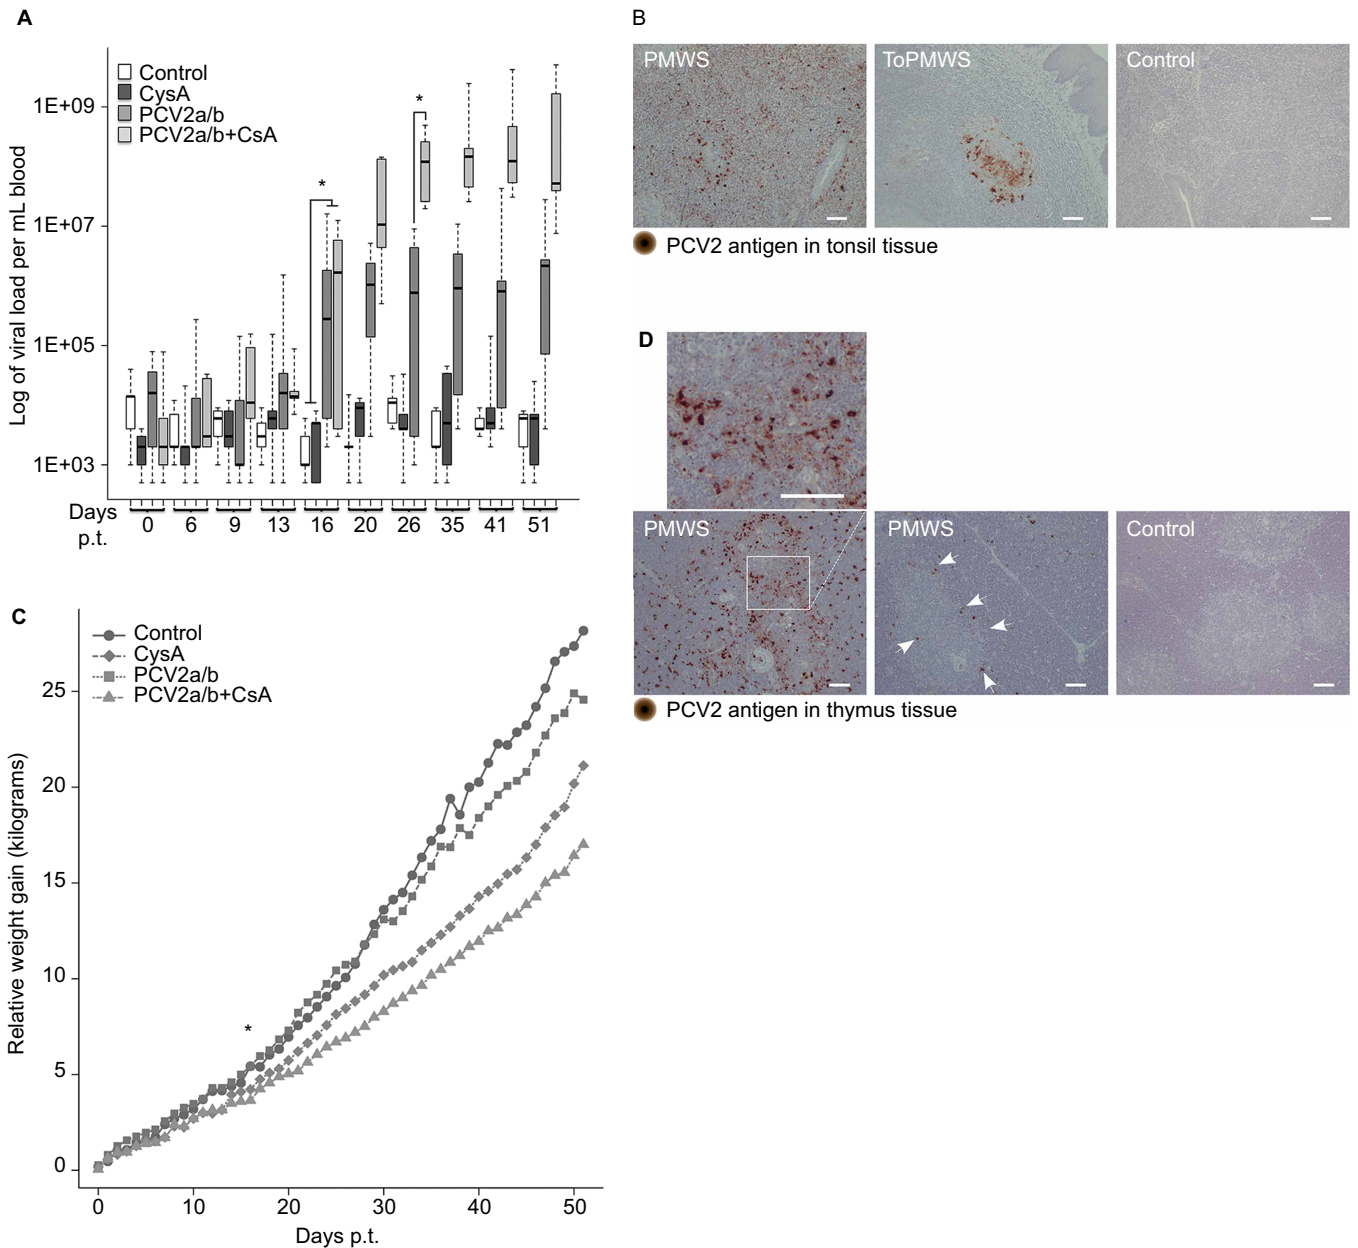 A
Control
CysA
PCV2a/b
PCV2a/b+CsA
Log of viral load per mL blood
1E+09
1E+07
1E+05
1E+03
*
*
Days p.t.
0 6 9 13 16 20 26 35 41 51
B
PMWS
ToPMWS
Control
PCV2 antigen in tonsil tissue
C
Control
CysA
PCV2a/b
PCV2a/b+CsA
Relative weight gain (kilograms)
25
20
15
10
5
0
*
0 10 20 30 40 50
Days p.t.
D
PMWS
PMWS
Control
PCV2 antigen in thymus tissue